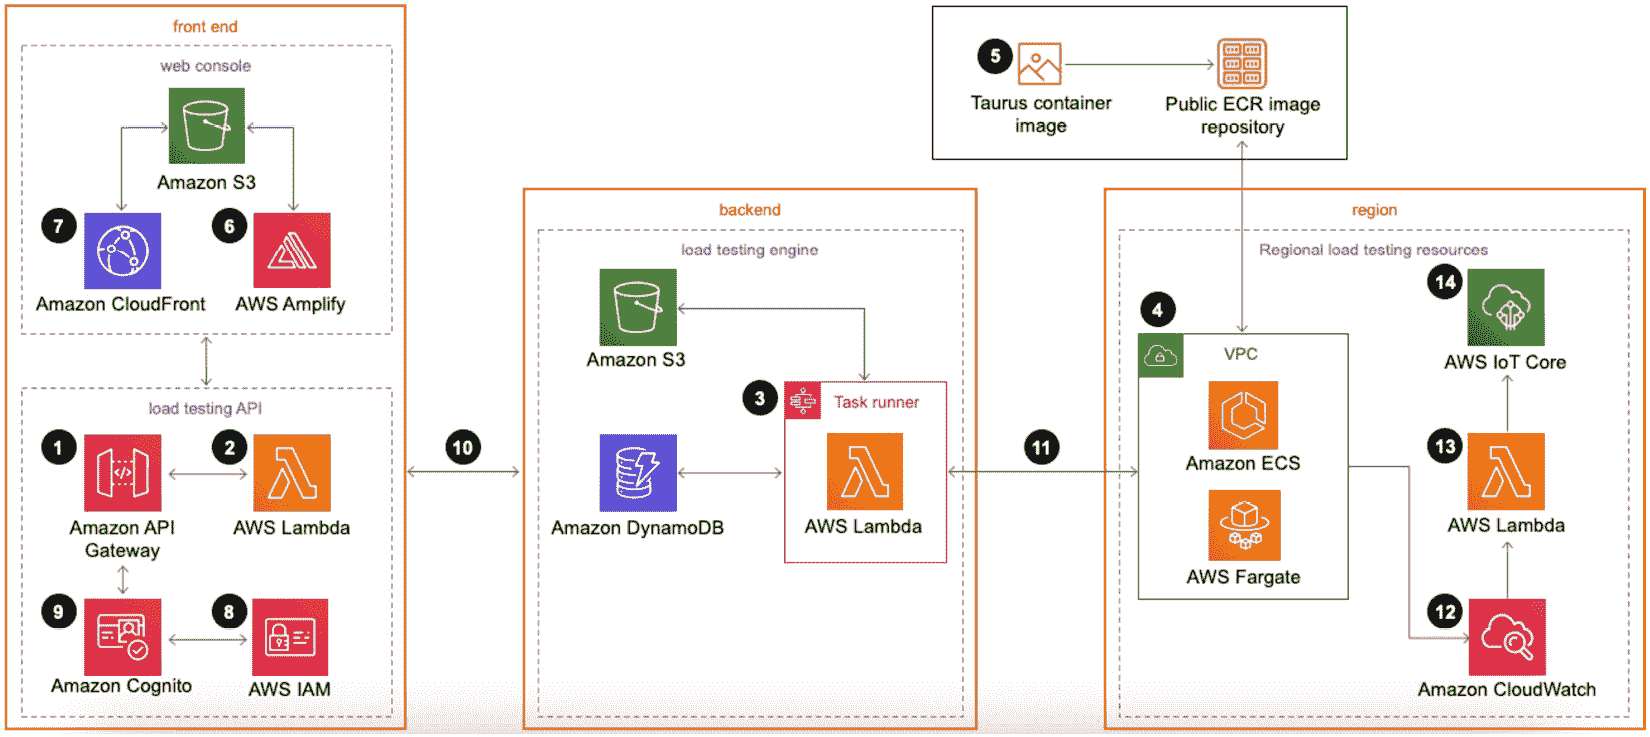 front end
web console
Amazon S3
7
6
Amazon CloudFront
AWS Amplify
load testing API
1
2
Amazon API
Gateway
AWS Lambda
9
8
Amazon Cognito
AWS IAM
10
backend
load testing engine
Amazon S3
3
Task runner
Amazon DynamoDB
AWS Lambda
11
5
Taurus container
image
Public ECR image
repository
region
Regional load testing resources
4
VPC
Amazon ECS
AWS Fargate
14
AWS IoT Core
13
AWS Lambda
12
Amazon CloudWatch